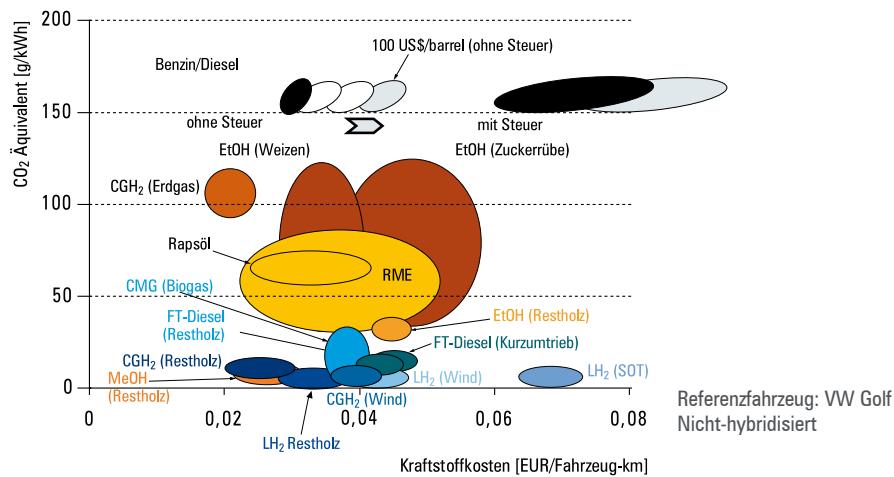 200
100 US$/barrel (ohne Steuer)
Benzin/Diesel
150
ohne Steuer
mit Steuer
EtOH (Weizen)
EtOH (Zuckerrübe)
CGH₂ (Erdgas)
100
Rapsöl
RME
CMG (Biogas)
50
FT-Diesel
(Restholz)
EtOH (Restholz)
FT-Diesel (Kurzumtrieb)
CGH₂ (Restholz)
MeOH
(Restholz)
LH₂ (Wind)
LH₂ (SOT)
0
CGH₂ (Wind)
LH₂ Restholz
0
0,02
0,04
0,06
0,08
CO₂ Äquivalent [g/kWh]
Kraftstoffkosten [EUR/Fahrzeug-km]
Referenzfahrzeug: VW Golf
Nicht-hybridisiert